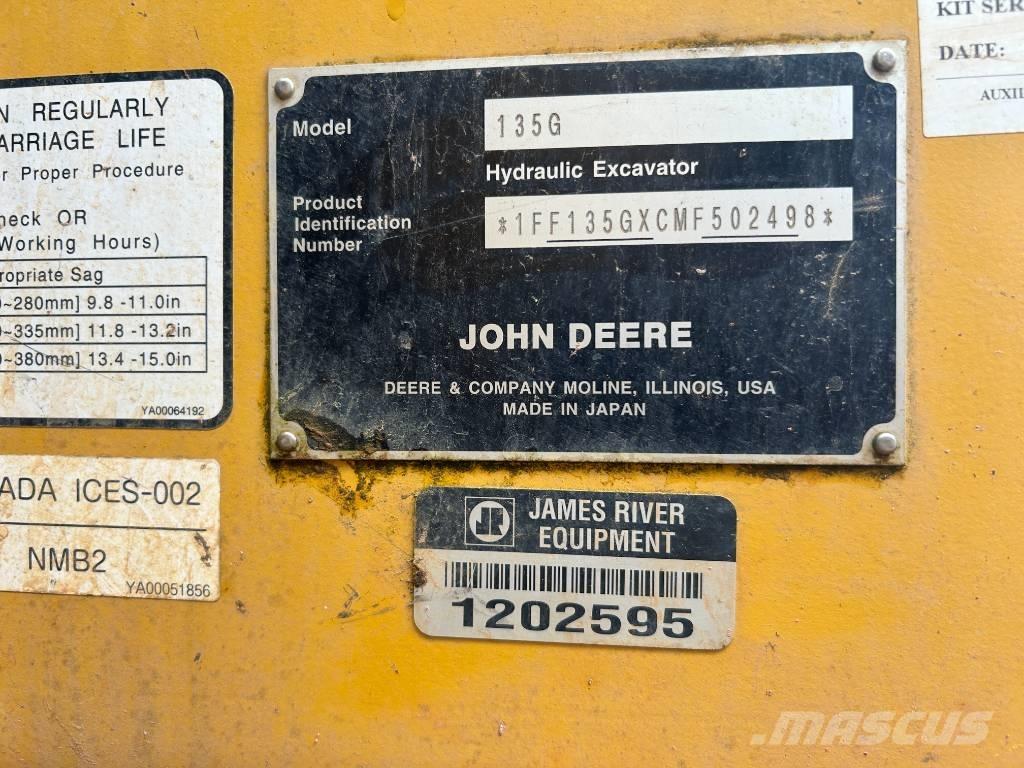 N REGULARLY
ARRIAGE LIFE
r Proper Procedure
heck OR
Working Hours)
ropriate Sag
~280mm] 9.8 -11.0in
~335mm] 11.8 -13.2in
~380mm] 13.4 -15.0in
YA00064192
ADA ICES-002
NMB2
YA00051856
Model
135G
Hydraulic Excavator
Product
Identification
Number
*1FF135GXCMF502498*
JOHN DEERE
DEERE & COMPANY MOLINE, ILLINOIS, USA
MADE IN JAPAN
JR JAMES RIVER
EQUIPMENT
1202595
KIT SER
DATE:
AUXIL
MASCUS